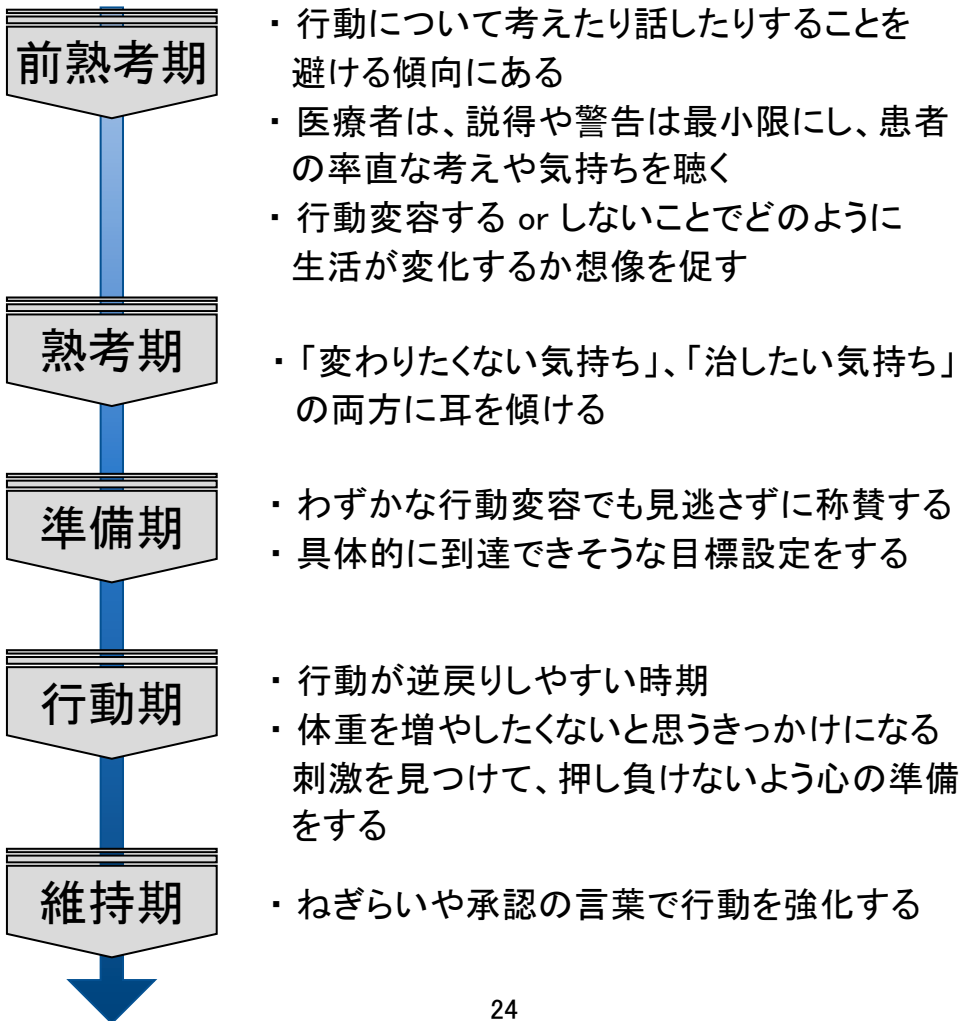 前熟考期
・ 行動について考えたり話したりすることを
避ける傾向にある
・ 医療者は、説得や警告は最小限にし、患者
の率直な考えや気持ちを聴く
・ 行動変容する or しないことでどのように
生活が変化するか想像を促す
熟考期
・ 「変わりたくない気持ち」、「治したい気持ち」
の両方に耳を傾ける
準備期
・ わずかな行動変容でも見逃さずに称賛する
・ 具体的に到達できそうな目標設定をする
行動期
・ 行動が逆戻りしやすい時期
・ 体重を増やしたくないと思うきっかけになる
刺激を見つけて、押し負けないよう心の準備
をする
維持期
・ ねぎらいや承認の言葉で行動を強化する
24